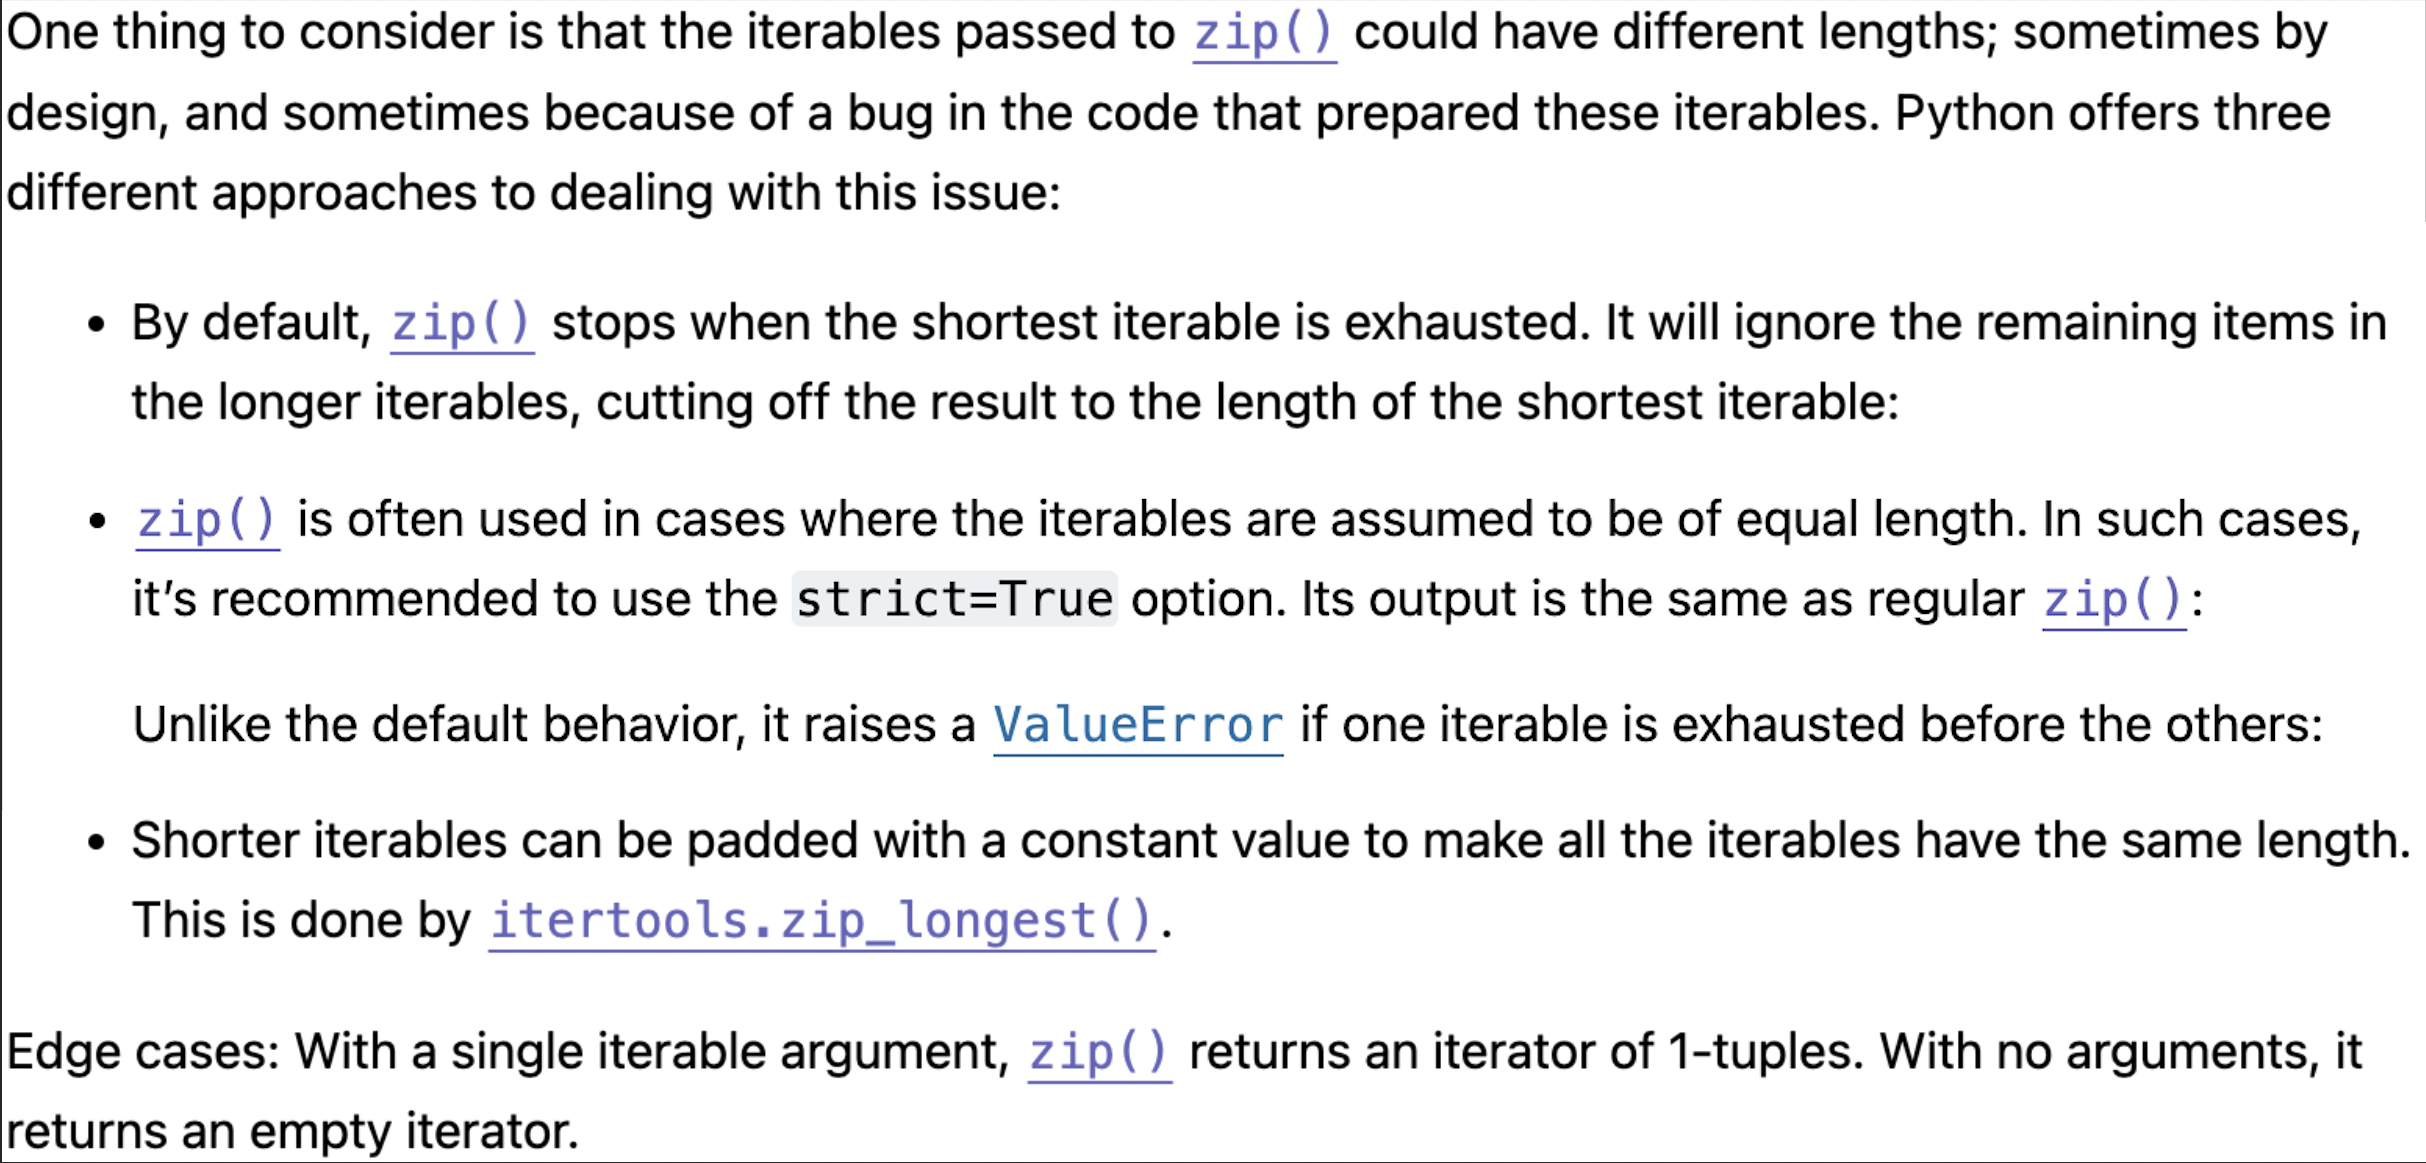 One thing to consider is that the iterables passed to zip() could have different lengths; sometimes by
design, and sometimes because of a bug in the code that prepared these iterables. Python offers three
different approaches to dealing with this issue:
• By default, zip() stops when the shortest iterable is exhausted. It will ignore the remaining items in
the longer iterables, cutting off the result to the length of the shortest iterable:
• zip() is often used in cases where the iterables are assumed to be of equal length. In such cases,
it’s recommended to use the strict=True option. Its output is the same as regular zip():
Unlike the default behavior, it raises a ValueError if one iterable is exhausted before the others:
• Shorter iterables can be padded with a constant value to make all the iterables have the same length.
This is done by itertools.zip_longest().
Edge cases: With a single iterable argument, zip() returns an iterator of 1-tuples. With no arguments, it
returns an empty iterator.